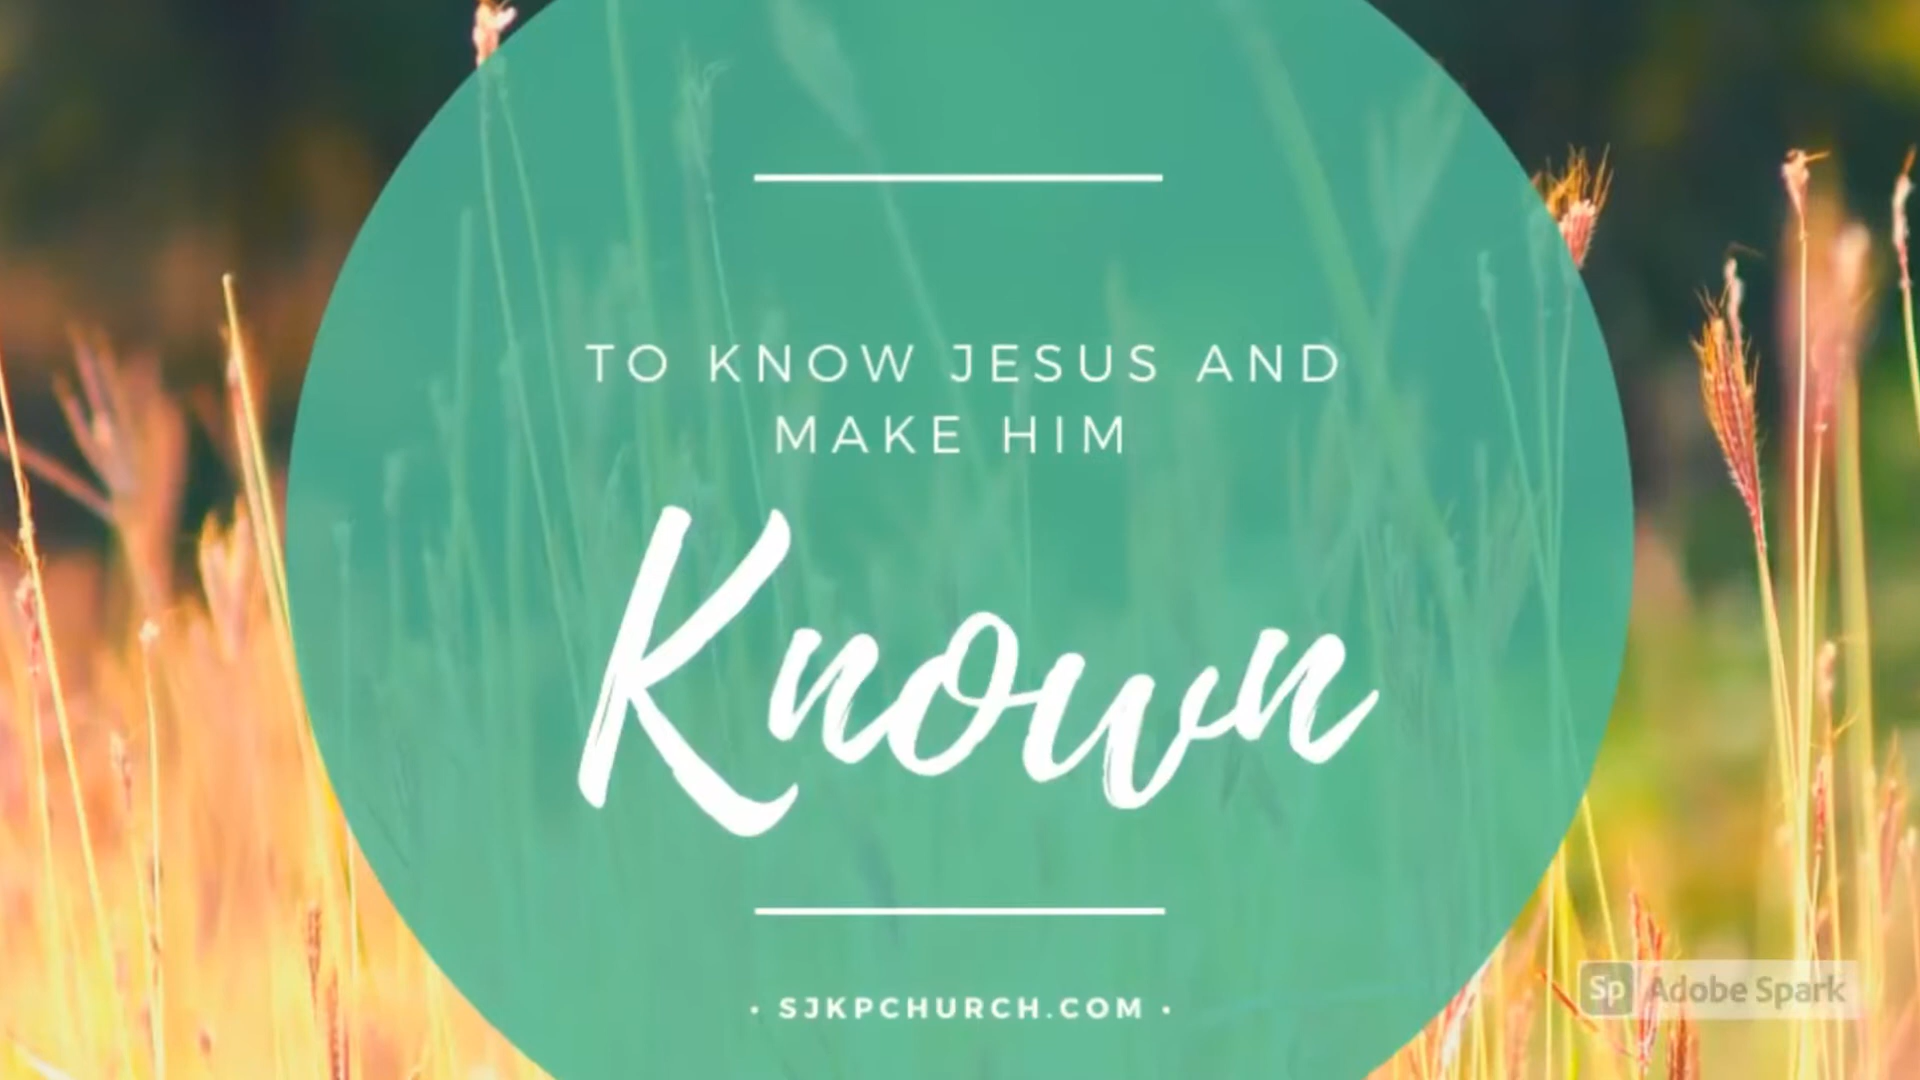 TO KNOW JESUS AND
MAKE HIM
Known
· SJKPCHURCH.COM ·
Sp Adobe Spark